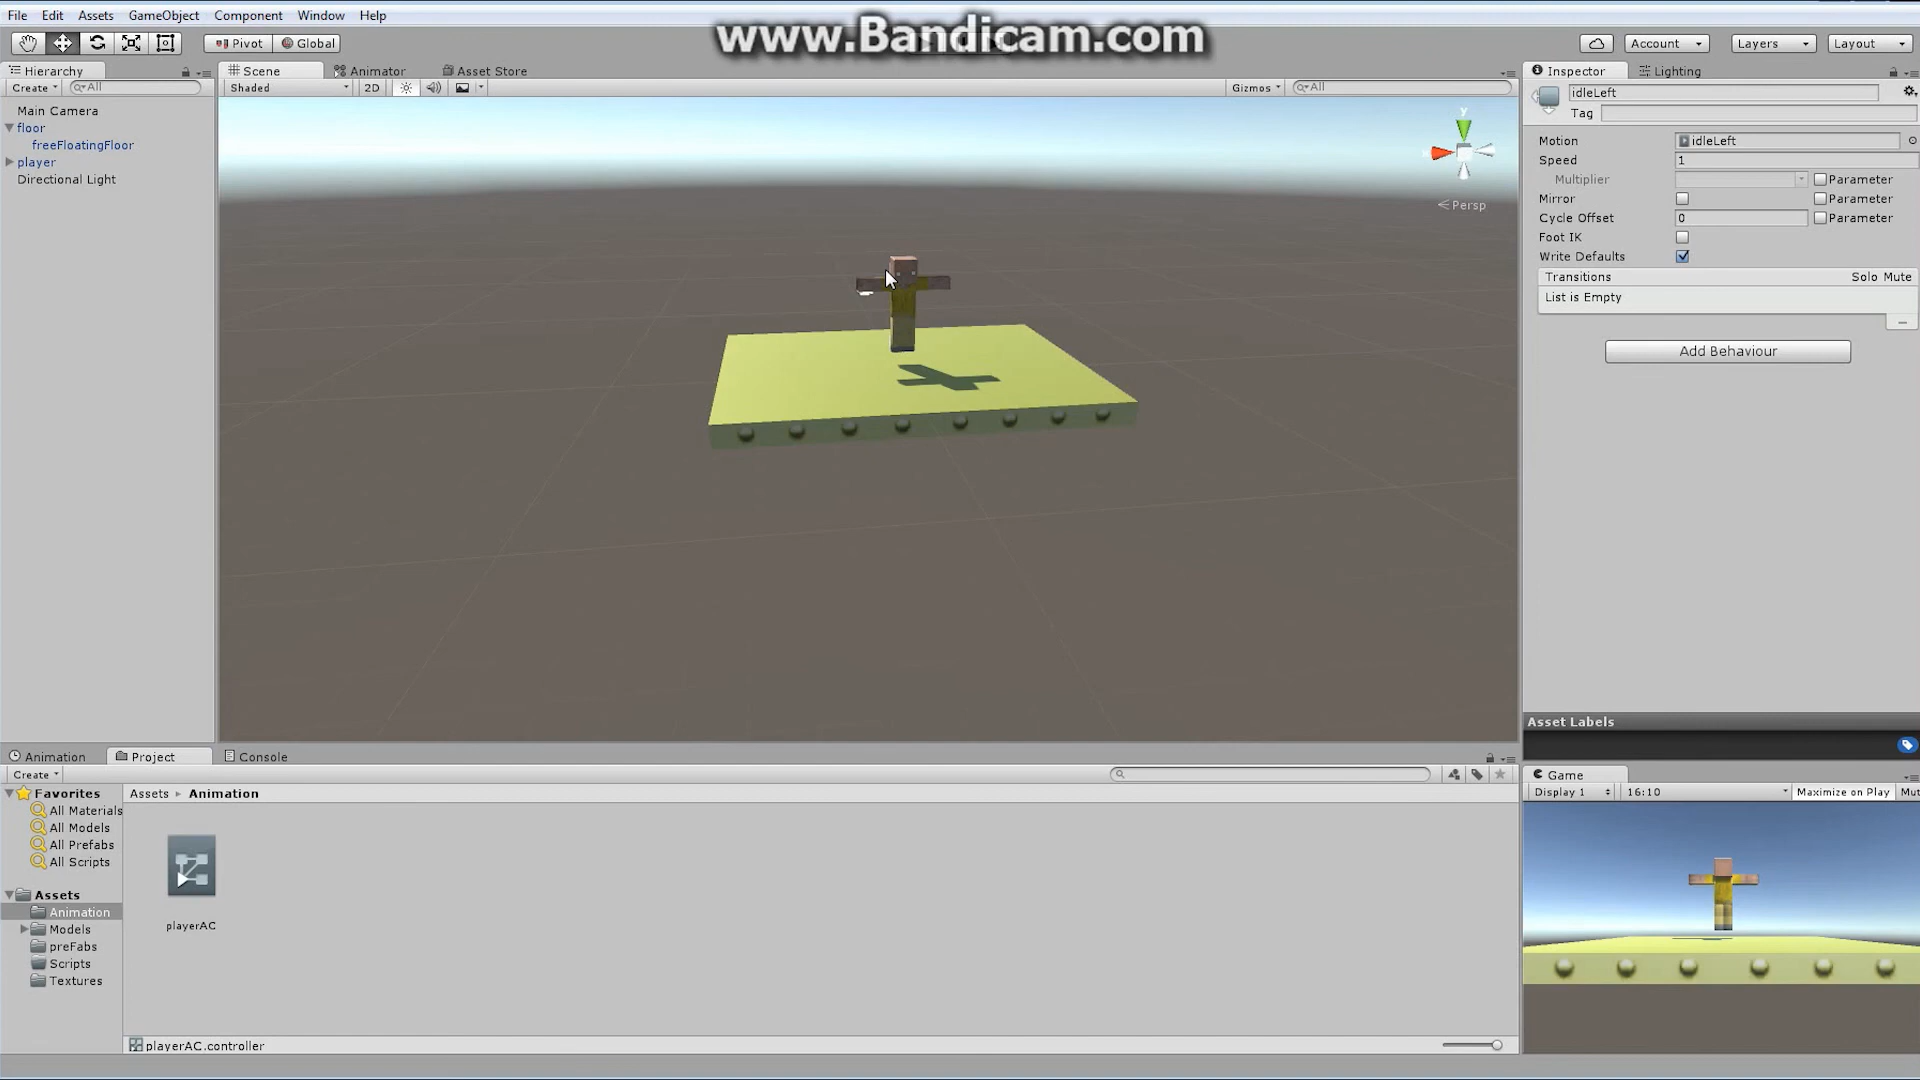 File Edit Assets GameObject Component Window Help
www.Bandicam.com
Pivot Global
Account Layers Layout
Hierarchy
Create All
Main Camera
floor
freeFloatingFloor
player
Directional Light
Scene Animator Asset Store
Shaded 2D Gizmos All
y
Persp
Inspector Lighting
idleLeft
Tag
Motion idleLeft
Speed 1
Multiplier Parameter
Mirror Parameter
Cycle Offset 0 Parameter
Foot IK
Write Defaults
Transitions Solo Mute
List is Empty
Add Behaviour
Asset Labels
Animation Project Console
Create
Favorites
All Materials
All Models
All Prefabs
All Scripts
Assets
Animation
Models
preFabs
Scripts
Textures
Assets Animation
playerAC
playerAC.controller
Game
Display 1 16:10 Maximize on Play Mut